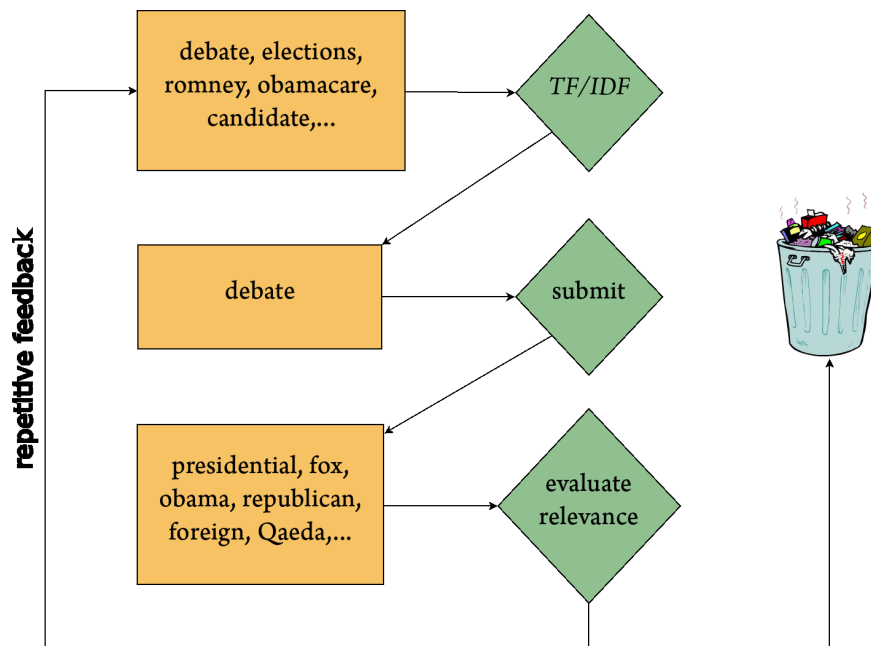 debate, elections,
romney, obamacare,
candidate,...
TF/IDF
debate
submit
presidential, fox,
obama, republican,
foreign, Qaeda,...
evaluate
relevance
repetitive feedback